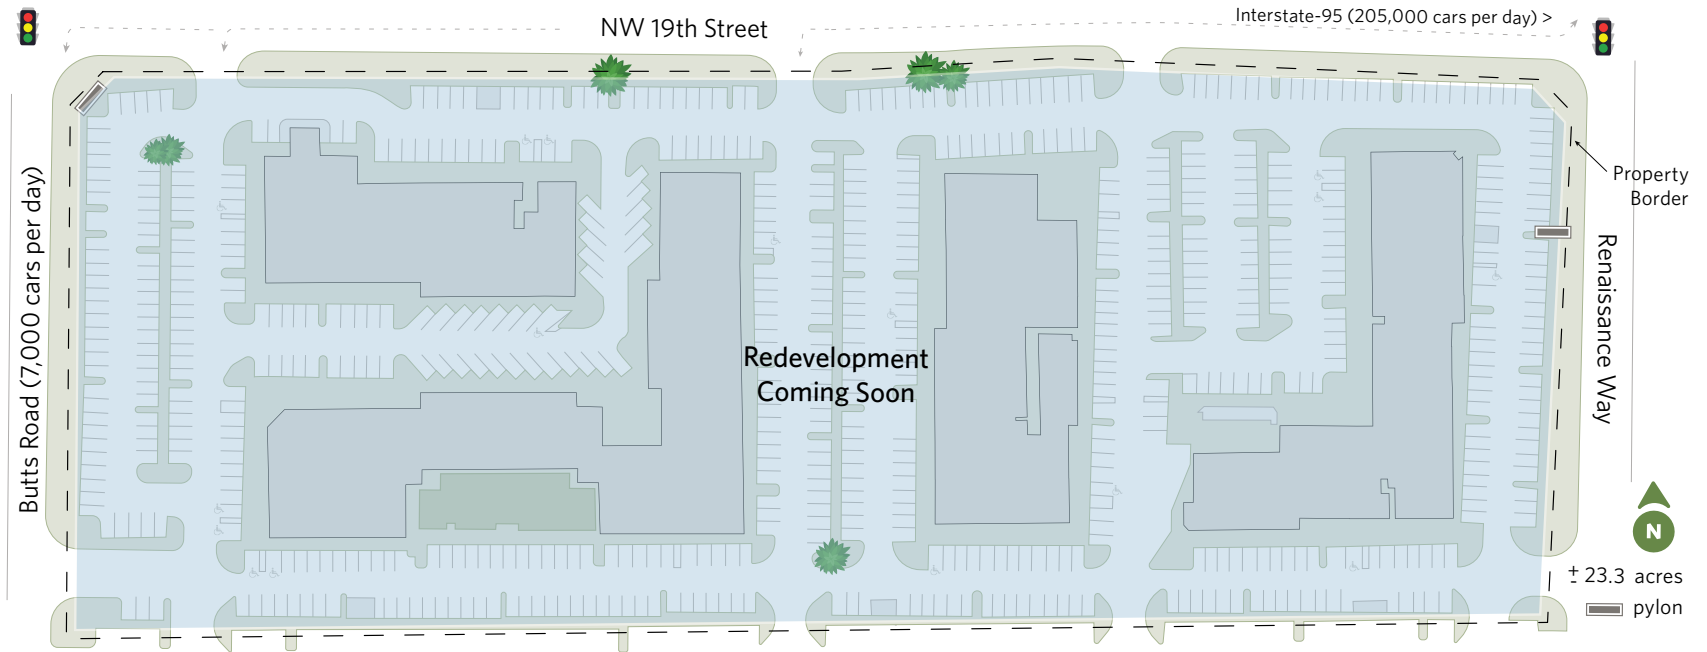 NW 19th Street
Interstate-95 (205,000 cars per day) >
Butts Road (7,000 cars per day)
Property
Border
Renaissance Way
Redevelopment
Coming Soon
N
± 23.3 acres
pylon